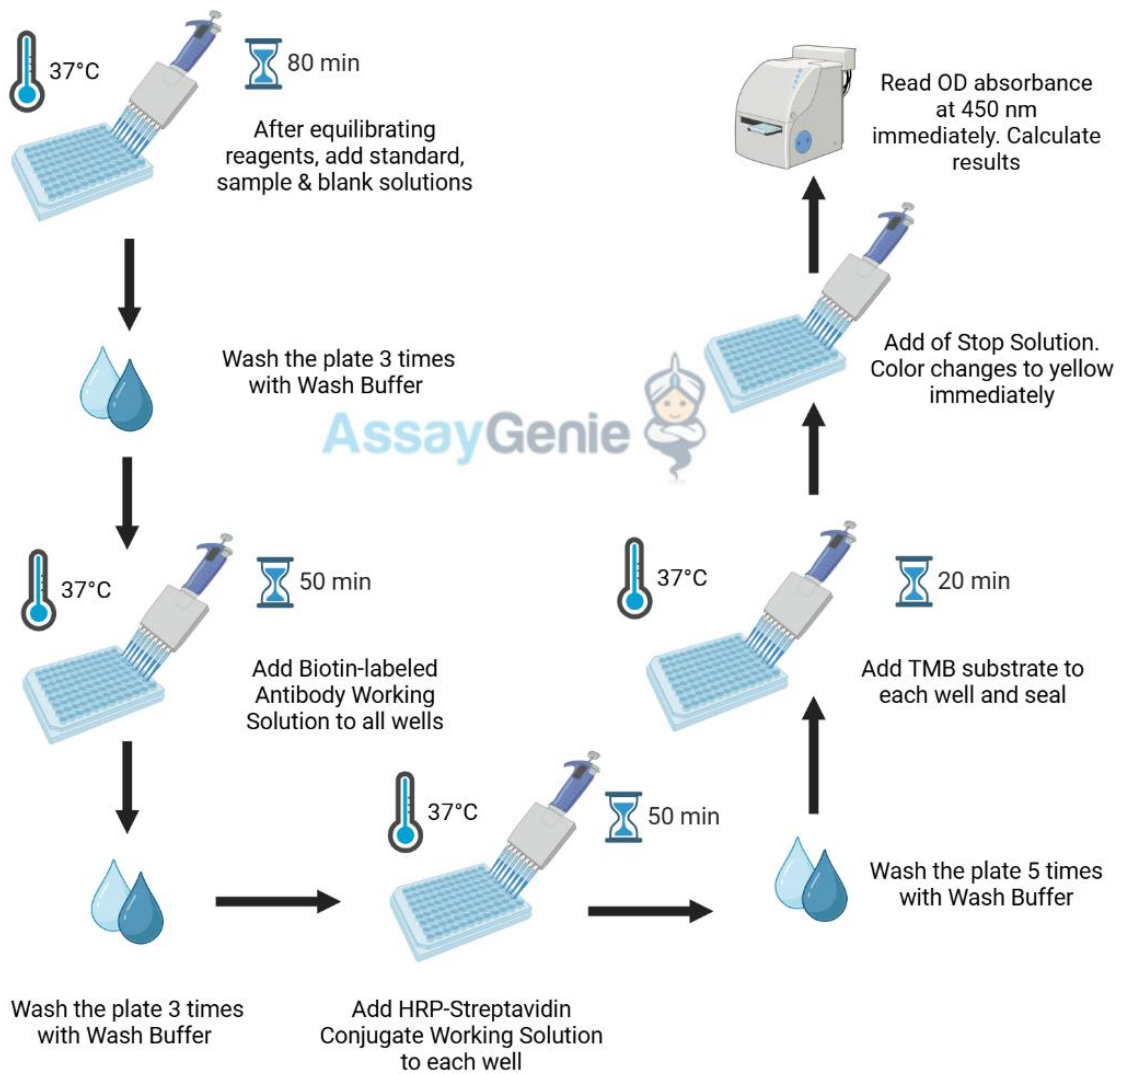 37°C
80 min
After equilibrating
reagents, add standard,
sample & blank solutions
Wash the plate 3 times
with Wash Buffer
37°C
50 min
Add Biotin-labeled
Antibody Working
Solution to all wells
Wash the plate 3 times
with Wash Buffer
37°C
50 min
Add HRP-Streptavidin
Conjugate Working Solution
to each well
Wash the plate 5 times
with Wash Buffer
37°C
20 min
Add TMB substrate to
each well and seal
Add of Stop Solution.
Color changes to yellow
immediately
Read OD absorbance
at 450 nm
immediately. Calculate
results
AssayGenie